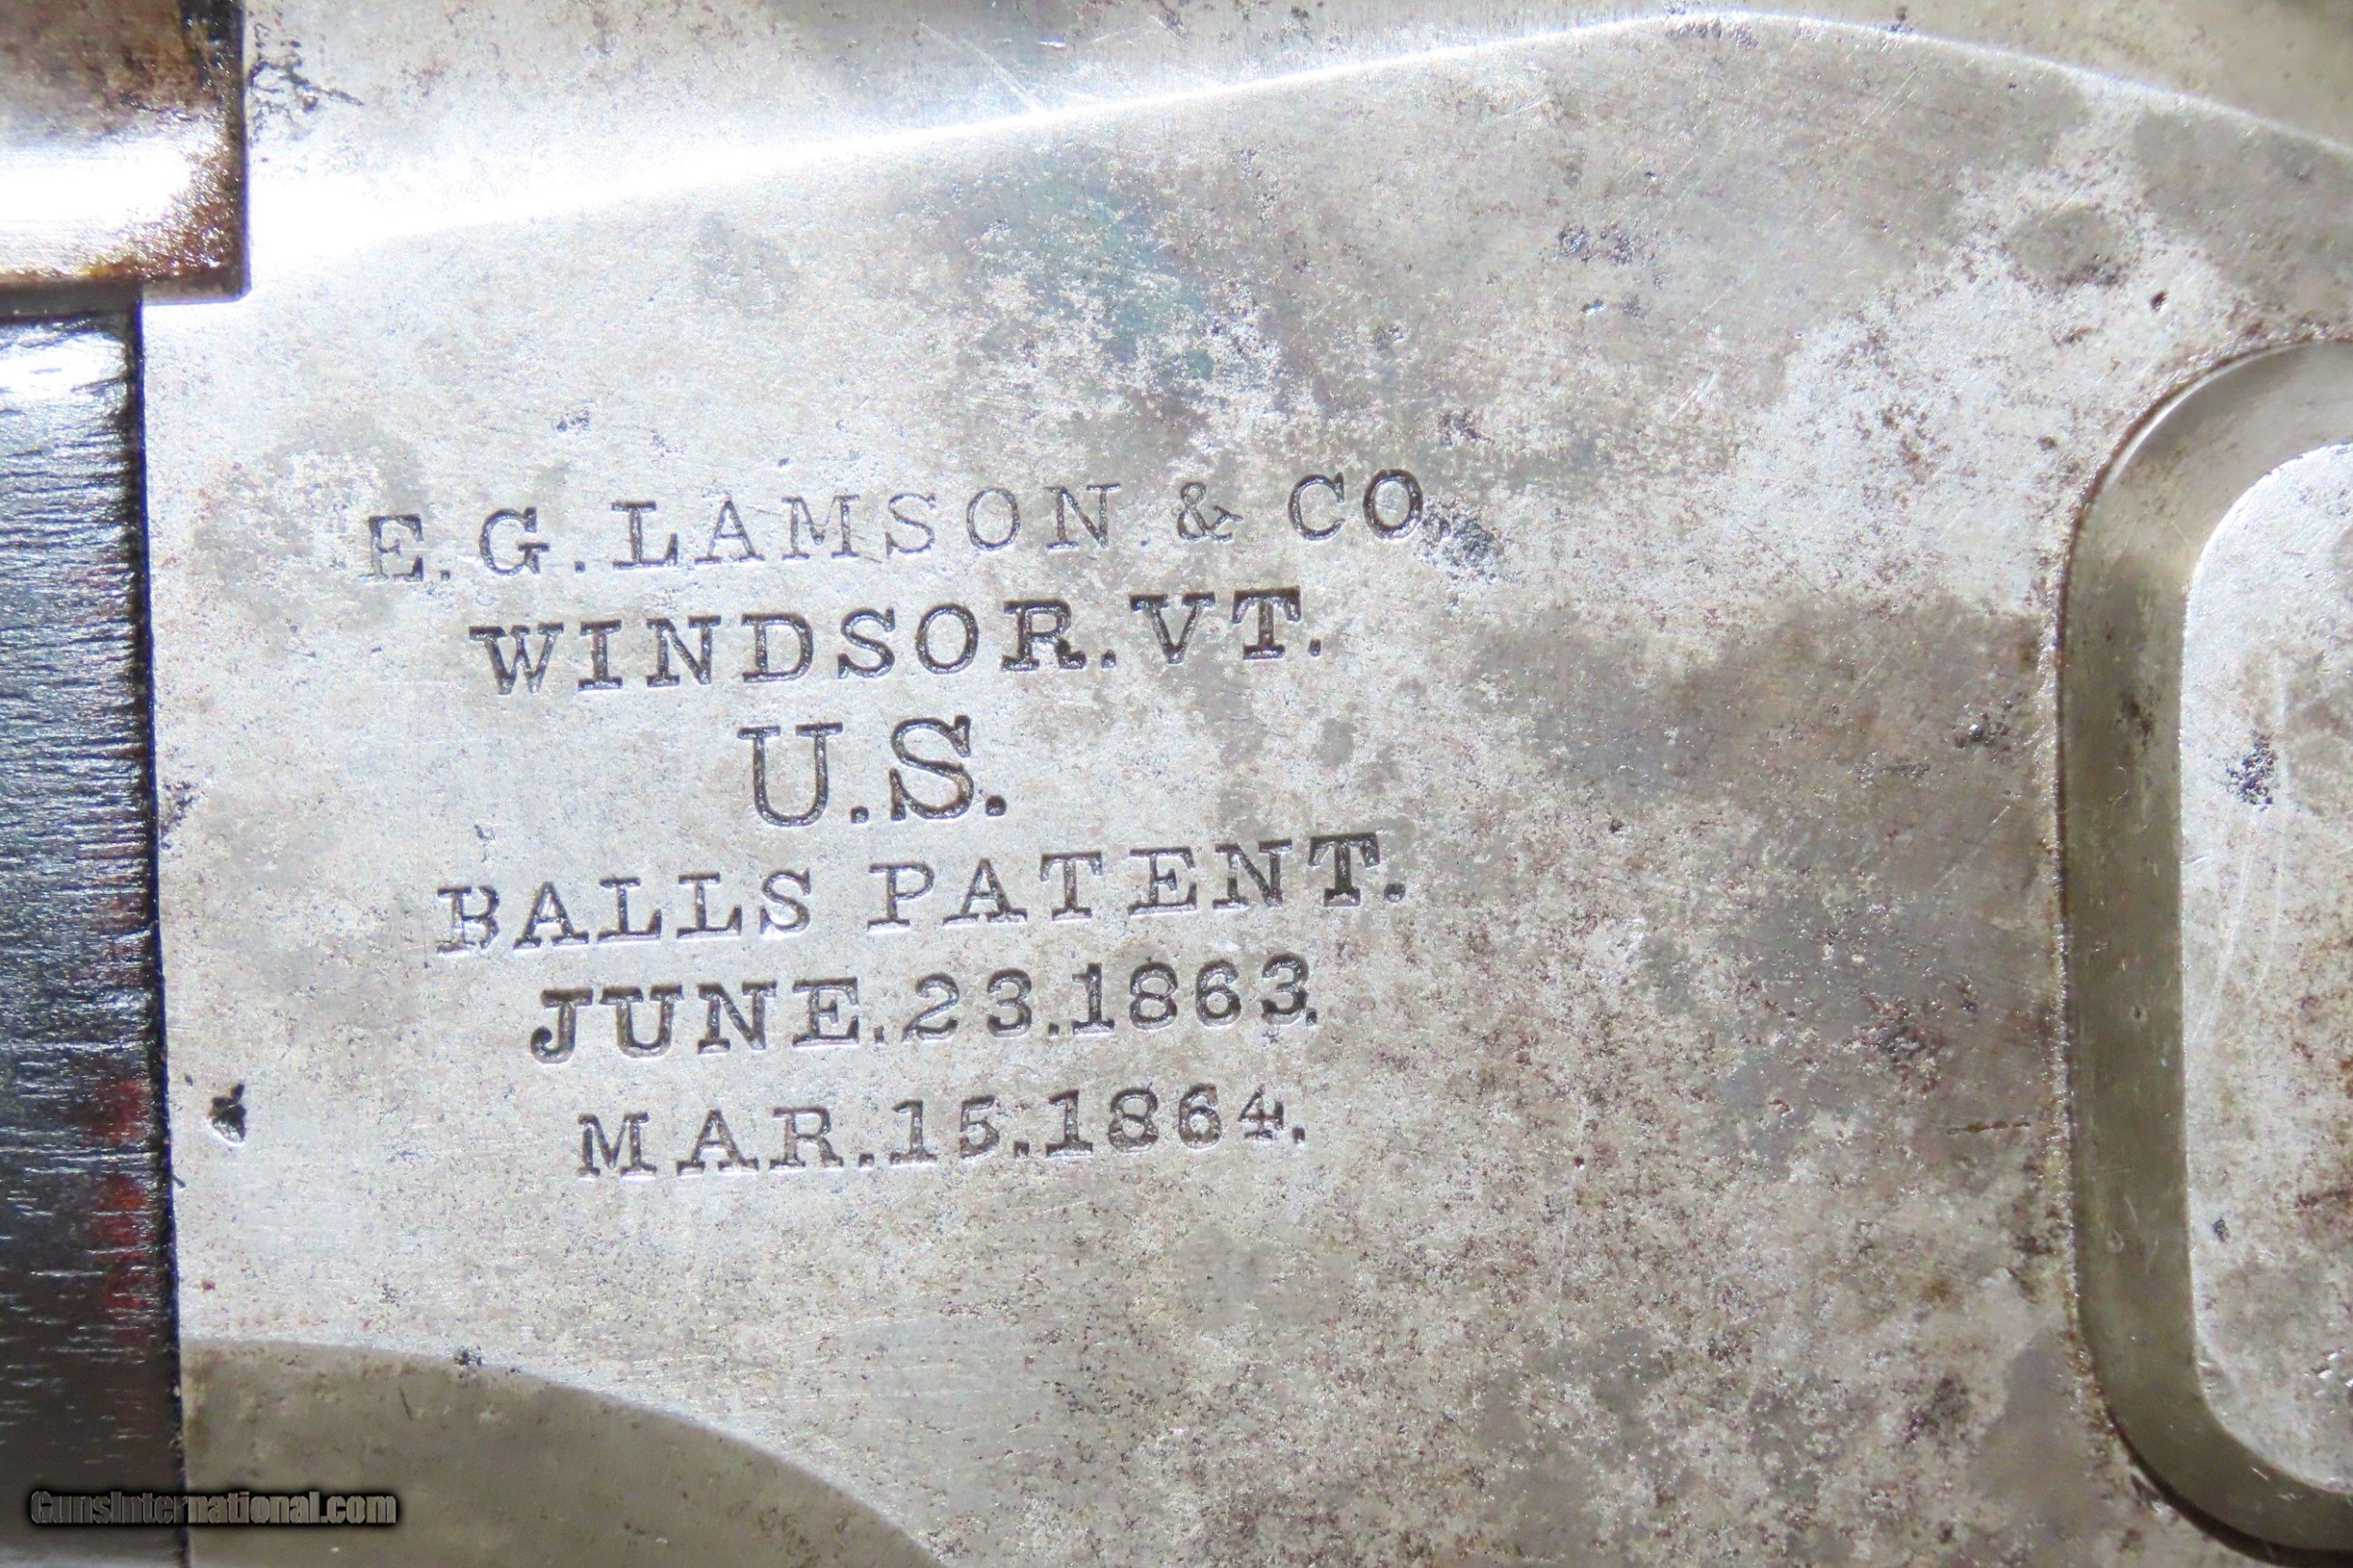 E.G.LAMSON.& CO.
WINDSOR.VT.
U.S.
BALLS PATENT.
JUNE.23.1863.
MAR.15.1864.
GunsInternational.com